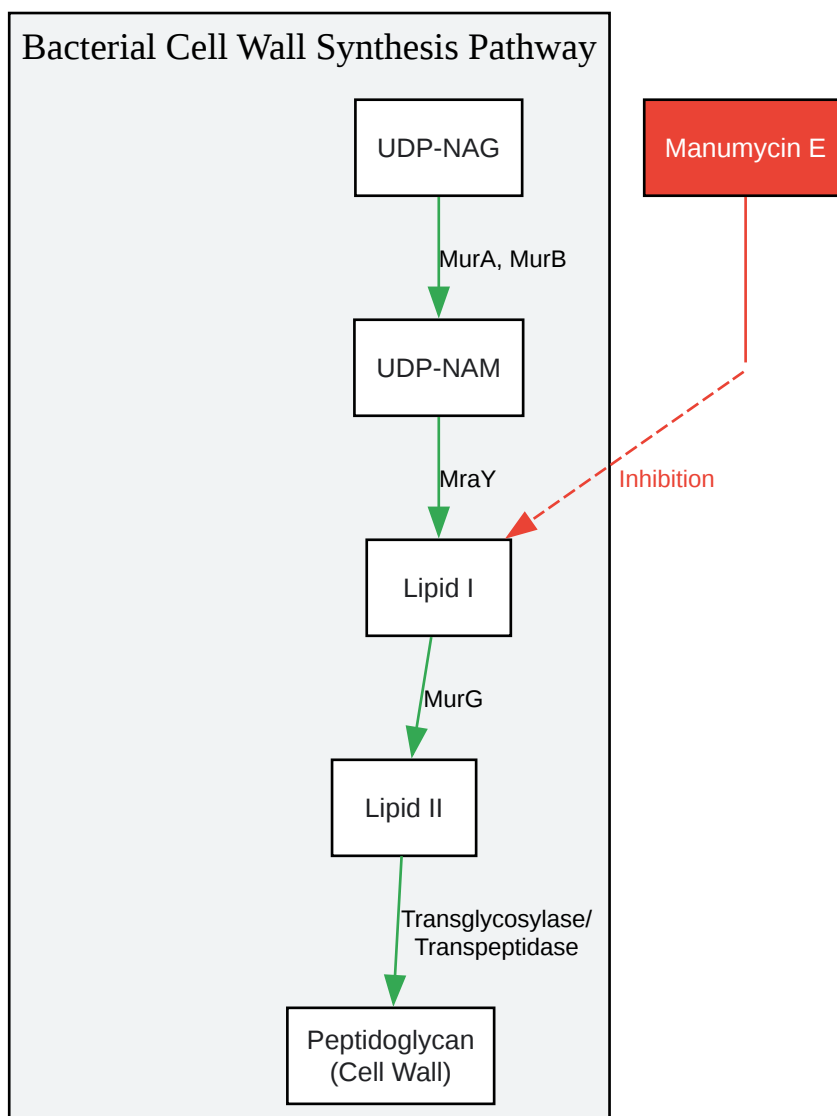 Bacterial Cell Wall Synthesis Pathway
UDP-NAG
Manumycin E
MurA, MurB
UDP-NAM
MraY
Inhibition
Lipid I
MurG
Lipid II
Transglycosylase/
Transpeptidase
Peptidoglycan
(Cell Wall)